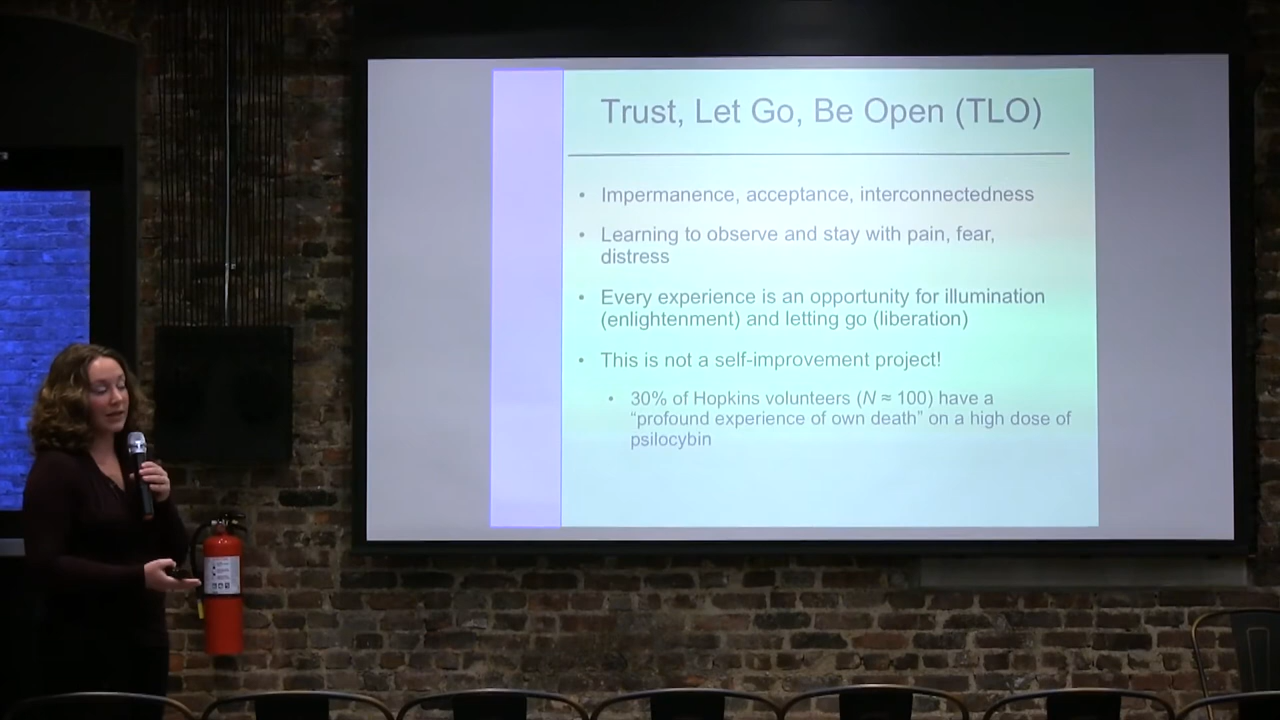 Trust, Let Go, Be Open (TLO)
• Impermanence, acceptance, interconnectedness
• Learning to observe and stay with pain, fear,
distress
• Every experience is an opportunity for illumination
(enlightenment) and letting go (liberation)
• This is not a self-improvement project!
• 30% of Hopkins volunteers (N ≈ 100) have a
“profound experience of own death” on a high dose of
psilocybin